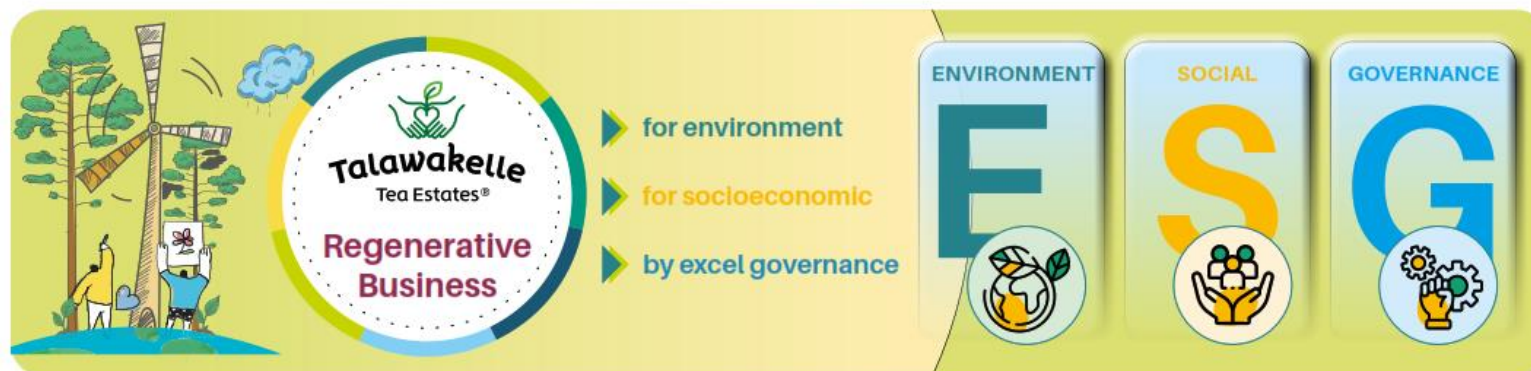 Talawakelle
Tea Estates®
Regenerative
Business
for environment
for socioeconomic
by excel governance
ENVIRONMENT
E
SOCIAL
S
GOVERNANCE
G